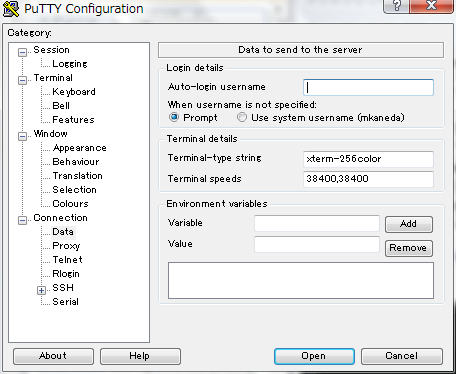 PuTTY Configuration
Category:
Session
Logging
Terminal
Keyboard
Bell
Features
Window
Appearance
Behaviour
Translation
Selection
Colours
Connection
Data
Proxy
Telnet
Rlogin
SSH
Serial
Data to send to the server
Login details
Auto-login username
When username is not specified:
Prompt Use system username (mkaneda)
Terminal details
Terminal-type string xterm-256color
Terminal speeds 38400,38400
Environment variables
Variable Add
Value Remove
About Help Open Cancel